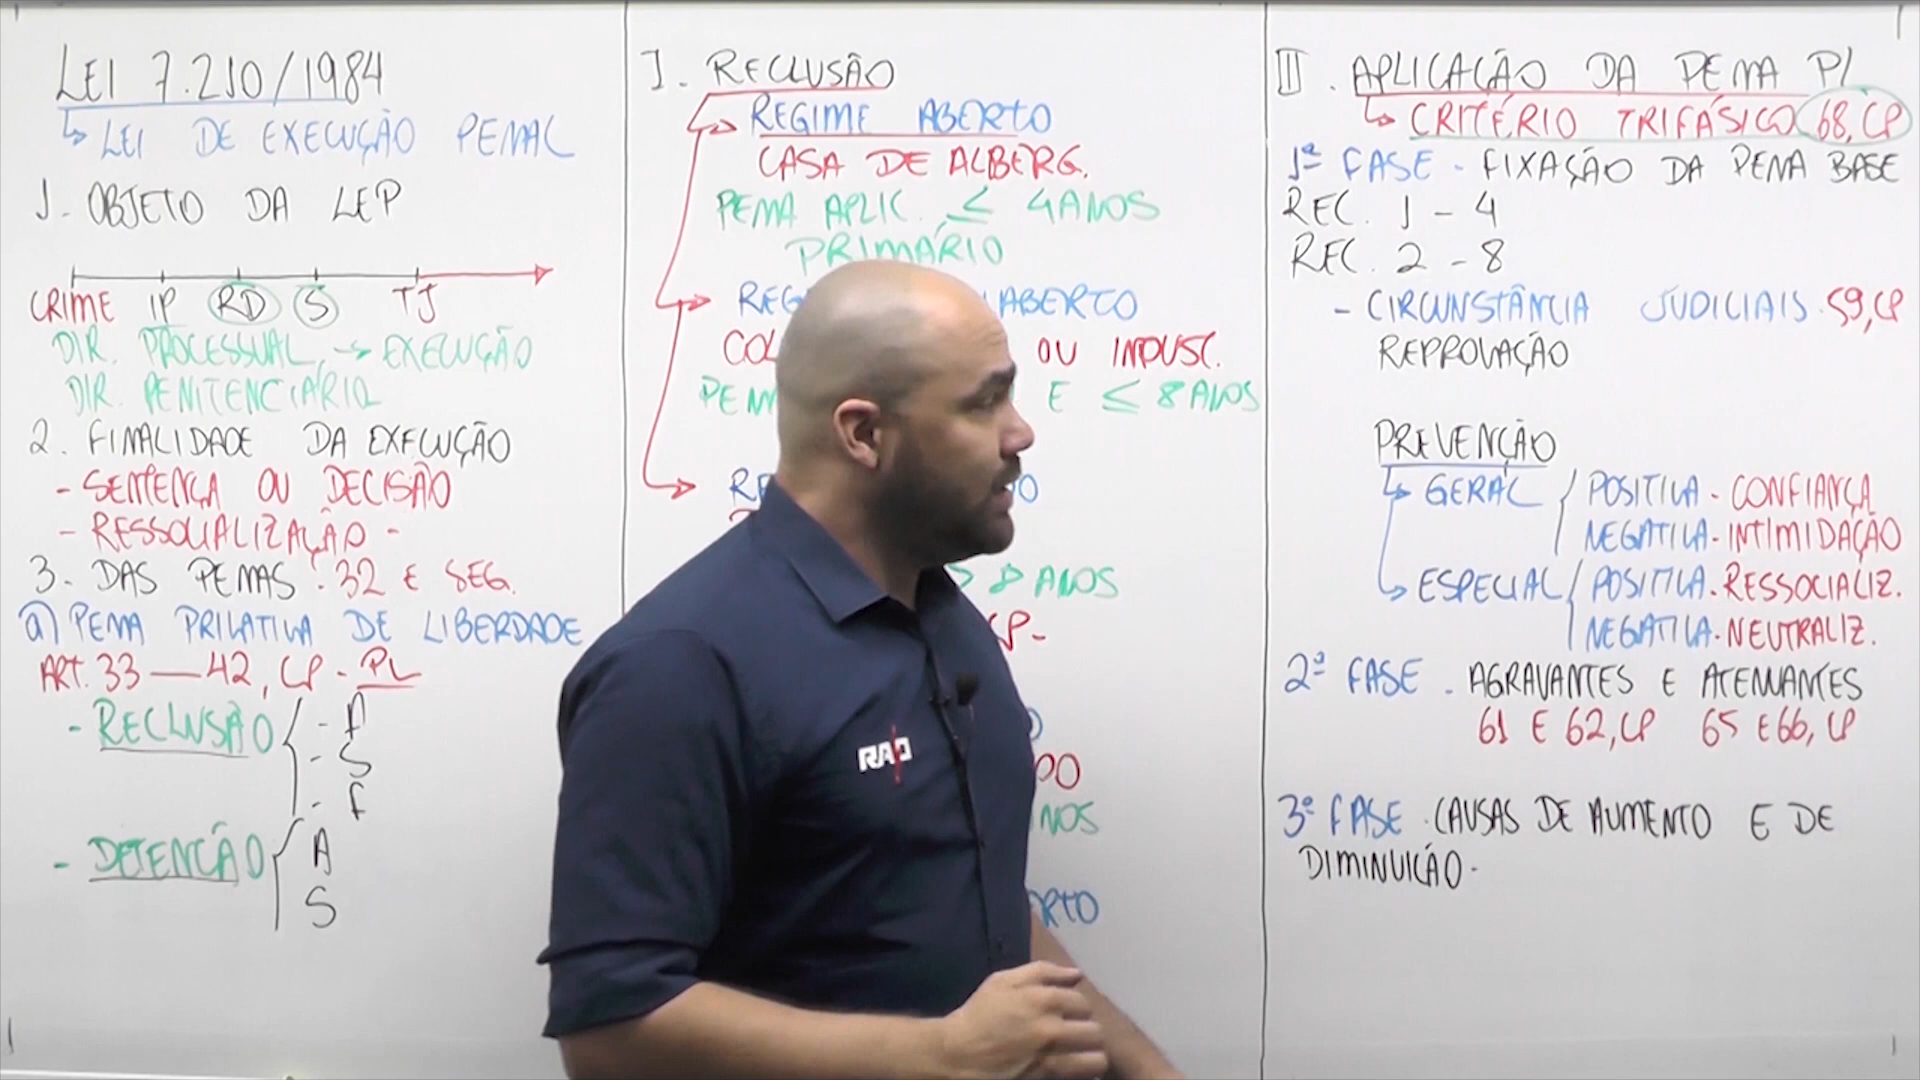 LEI 7.210/1984
↳ LEI DE EXECUÇÃO PENAL
1. OBJETO DA LEP
CRIME IP RD S TJ
DIR. PROCESSUAL → EXECUÇÃO
DIR. PENITENCIÁRIO
2. FINALIDADE DA EXECUÇÃO
- SENTENÇA OU DECISÃO
- RESSOCIALIZAÇÃO -
3. DAS PENAS: 32 E SEG.
a) PENA PRIVATIVA DE LIBERDADE
ART. 33 — 42, CP - PL
- RECLUSÃO
- A
- S
- F
- DETENÇÃO
A
S
I. RECLUSÃO
REGIME ABERTO
CASA DE ALBERG.
PENA APLIC. ≤ 4 ANOS
PRIMÁRIO
ABERTO
OU INDUST.
E ≤ 8 ANOS
> 8 ANOS
CP-
II. APLICAÇÃO DA PENA P/
↳ CRITÉRIO TRIFÁSICO 68, CP
1ª FASE - FIXAÇÃO DA PENA BASE
REC. 1 - 4
REC. 2 - 8
- CIRCUNSTÂNCIA JUDICIAIS. 59, CP
REPROVAÇÃO
PREVENÇÃO
↳ GERAL
POSITIVA - CONFIANÇA
NEGATIVA - INTIMIDAÇÃO
↳ ESPECIAL
POSITIVA. RESSOCIALIZ.
NEGATIVA. NEUTRALIZ.
2ª FASE - AGRAVANTES E ATENUANTES
61 E 62, CP 65 E 66, CP
3ª FASE - CAUSAS DE AUMENTO E DE
DIMINUIÇÃO.